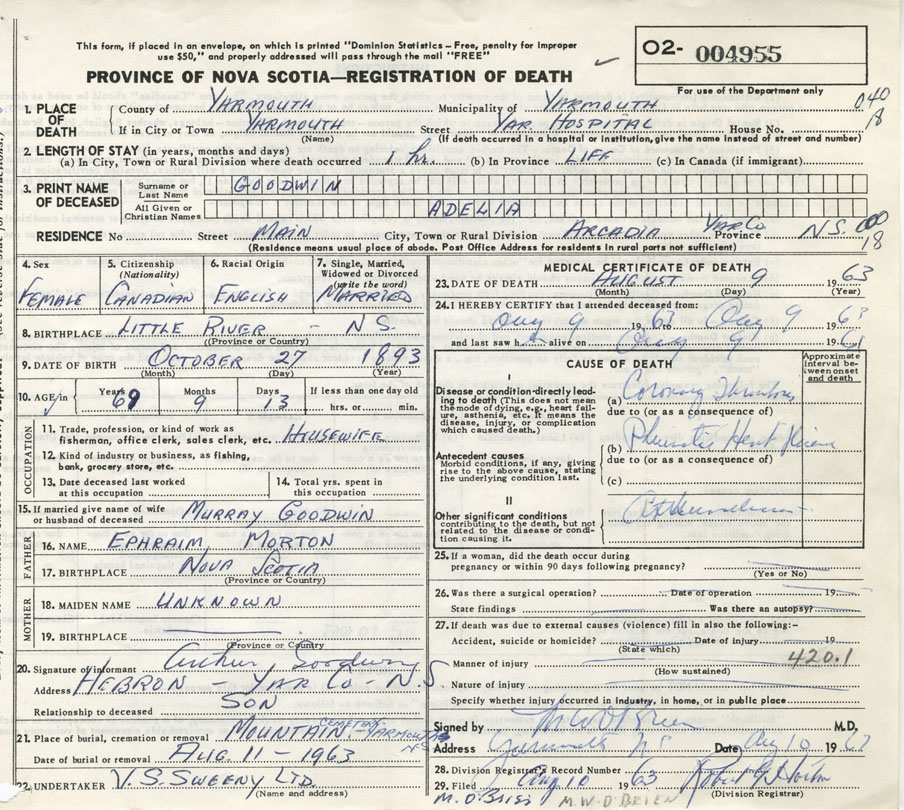 This form, if placed in an envelope, on which is printed "Dominion Statistics – Free, penalty for improper
use $50," and properly addressed will pass through the mail "FREE"
O2- 004955
For use of the Department only
PROVINCE OF NOVA SCOTIA—REGISTRATION OF DEATH
1. PLACE OF DEATH
County of YARMOUTH Municipality of YARMOUTH 040
If in City or Town YARMOUTH Street YAR HOSPITAL House No. 18
(Name) (If death occurred in a hospital or institution, give the name instead of street and number)
2. LENGTH OF STAY (in years, months and days)
(a) In City, Town or Rural Division where death occurred 1 hr. (b) In Province LIFE (c) In Canada (if immigrant)
3. PRINT NAME OF DECEASED
Surname or Last Name GOODWIN
All Given or Christian Names ADELIA
RESIDENCE No Street MAIN City, Town or Rural Division ARCADIA YAR Co Province N.S. 18
(Residence means usual place of abode. Post Office Address for residents in rural parts not sufficient)
4. Sex FEMALE
5. Citizenship (Nationality) CANADIAN
6. Racial Origin ENGLISH
7. Single, Married, Widowed or Divorced (write the word) MARRIED
8. BIRTHPLACE LITTLE RIVER - N.S.
(Province or Country)
9. DATE OF BIRTH OCTOBER 27 1893
(Month) (Day) (Year)
10. AGE in Years 69 Months 9 Days 13 If less than one day old hrs. or min.
OCCUPATION
11. Trade, profession, or kind of work as fisherman, office clerk, sales clerk, etc. HOUSEWIFE
12. Kind of industry or business, as fishing, bank, grocery store, etc.
13. Date deceased last worked at this occupation
14. Total yrs. spent in this occupation
15. If married give name of wife or husband of deceased MURRAY GOODWIN
FATHER
16. NAME EPHRAIM MORTON
17. BIRTHPLACE NOVA SCOTIA
(Province or Country)
MOTHER
18. MAIDEN NAME UNKNOWN
19. BIRTHPLACE
(Province or Country)
20. Signature of informant Arthur Goodwin
Address HEBRON - YAR CO - N.S.
Relationship to deceased SON
21. Place of burial, cremation or removal MOUNTAIN CEMETERY - YARMOUTH NS
Date of burial or removal AUG. 11 - 1963
22. UNDERTAKER V.S. SWEENY LTD.
(Name and address)
MEDICAL CERTIFICATE OF DEATH
23. DATE OF DEATH AUGUST 9 1963
(Month) (Day) (Year)
24. I HEREBY CERTIFY that I attended deceased from:
Aug 9 1963 to Aug 9 63
and last saw h alive on Aug 9 19
CAUSE OF DEATH
Approximate interval between onset and death
I
Disease or condition directly leading to death (This does not mean the mode of dying, e.g., heart failure, asthenia, etc. It means the disease, injury, or complication which caused death.)
(a) Coronary Thrombosis
due to (or as a consequence of)
Antecedent causes
Morbid conditions, if any, giving rise to the above cause, stating the underlying condition last.
(b) Heart
due to (or as a consequence of)
(c)
II
Other significant conditions contributing to the death, but not related to the disease or condition causing it.
25. If a woman, did the death occur during pregnancy or within 90 days following pregnancy?
(Yes or No)
26. Was there a surgical operation? Date of operation 19
State findings Was there an autopsy?
27. If death was due to external causes (violence) fill in also the following:–
Accident, suicide or homicide? Date of injury 19
(State which)
420.1
Manner of injury
(How sustained)
Nature of injury
Specify whether injury occurred in industry, in home, or in public place
Signed by M W O'Brien M.D.
Address Yarmouth NS Date Aug 10 1963
28. Division Registrar's Record Number
29. Filed Aug 10 1963
(Division Registrar)
M.W. O'BRIEN